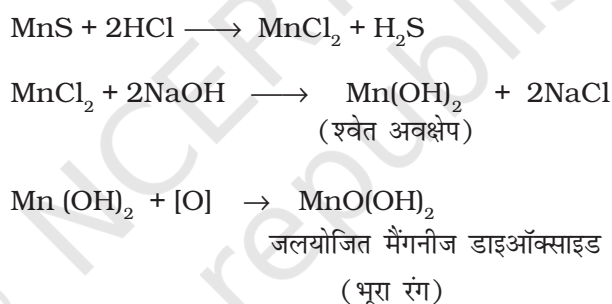 MnS + 2HCl ⟶ MnCl₂ + H₂S
MnCl₂ + 2NaOH ⟶ Mn(OH)₂ + 2NaCl
(श्वेत अवक्षेप)
Mn (OH)₂ + [O] → MnO(OH)₂
जलयोजित मैंगनीज डाइऑक्साइड
(भूरा रंग)